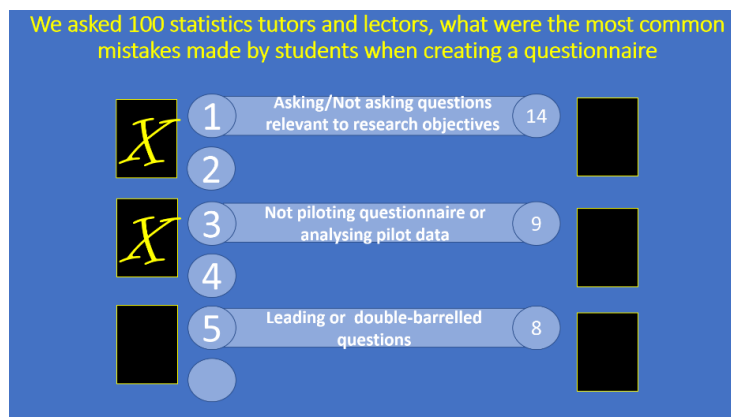 We asked 100 statistics tutors and lectors, what were the most common
mistakes made by students when creating a questionnaire
X
1
Asking/Not asking questions
relevant to research objectives
14
2
X
3
Not piloting questionnaire or
analysing pilot data
9
4
5
Leading or double-barrelled
questions
8